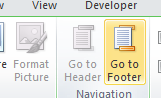 View Developer
Format Picture
Go to Header
Go to Footer
Navigation